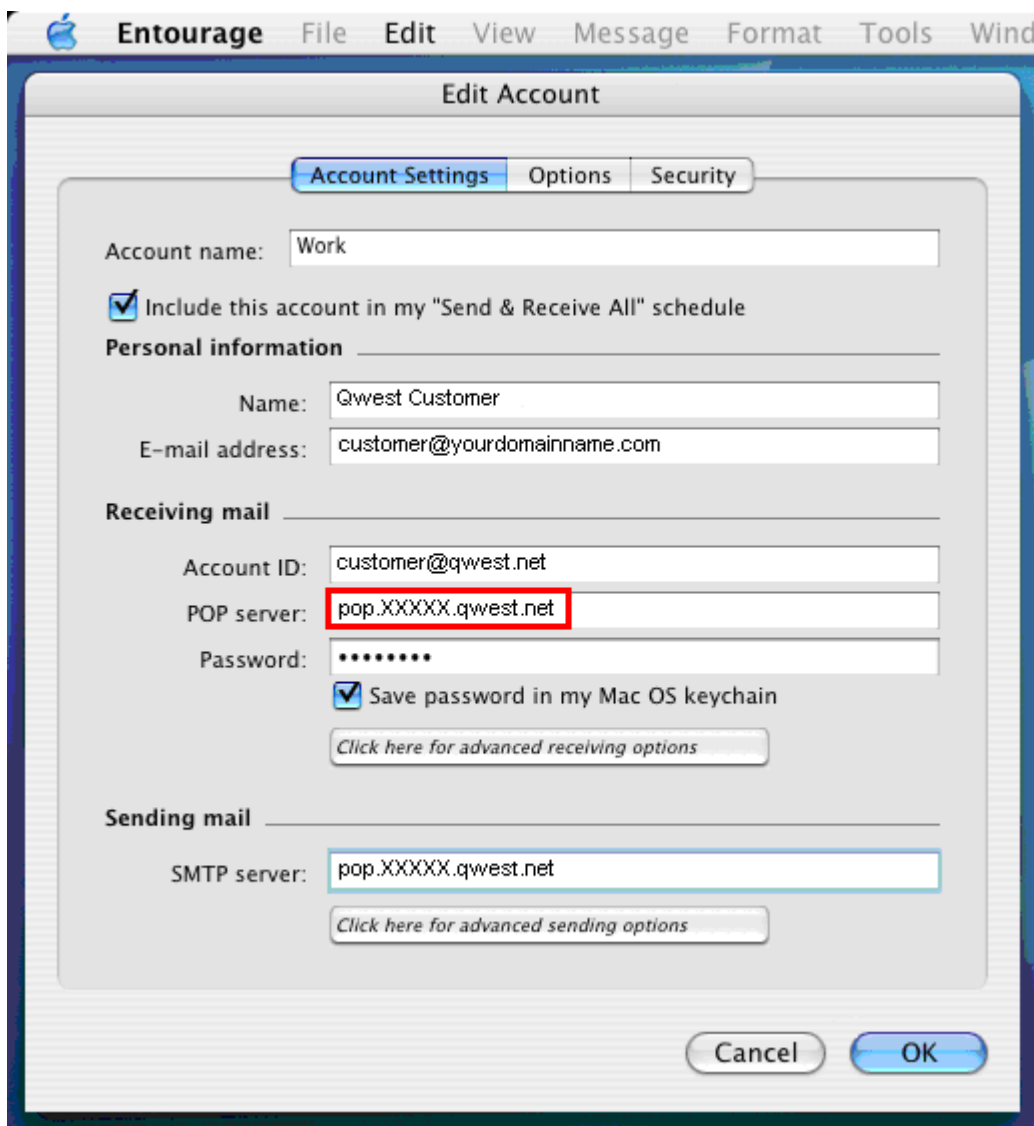 Entourage File Edit View Message Format Tools Wind
Edit Account
Account Settings Options Security
Account name: Work
Include this account in my "Send & Receive All" schedule
Personal information
Name: Qwest Customer
E-mail address: customer@yourdomainname.com
Receiving mail
Account ID: customer@qwest.net
POP server: pop.XXXXX.qwest.net
Password: ••••••••
Save password in my Mac OS keychain
Click here for advanced receiving options
Sending mail
SMTP server: pop.XXXXX.qwest.net
Click here for advanced sending options
Cancel OK